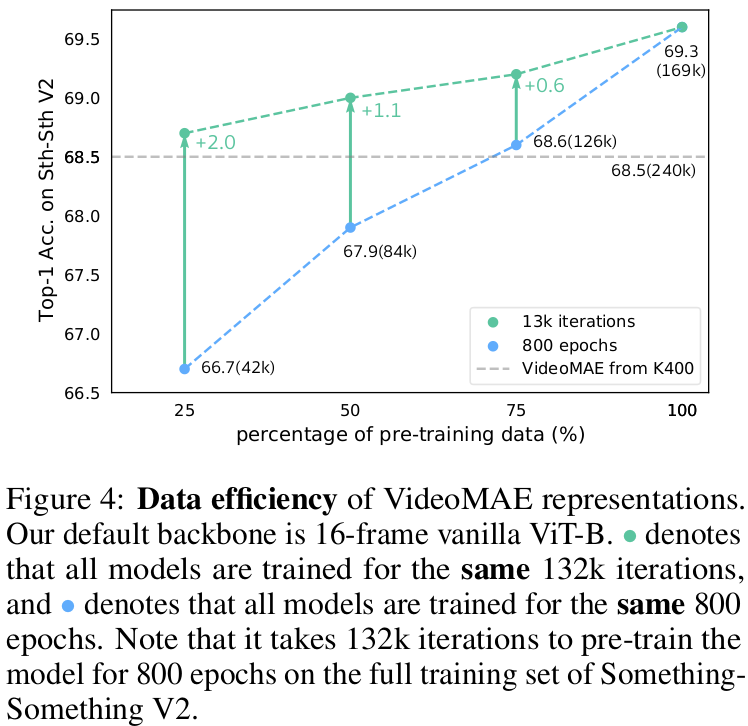 69.5
69.0
68.5
68.0
67.5
67.0
66.5
Top-1 Acc. on Sth-Sth V2
+2.0
+1.1
+0.6
69.3
(169k)
68.6(126k)
68.5(240k)
67.9(84k)
66.7(42k)
13k iterations
800 epochs
VideoMAE from K400
25
50
75
100
percentage of pre-training data (%)
Figure 4: Data efficiency of VideoMAE representations.
Our default backbone is 16-frame vanilla ViT-B. ● denotes
that all models are trained for the same 132k iterations,
and ● denotes that all models are trained for the same 800
epochs. Note that it takes 132k iterations to pre-train the
model for 800 epochs on the full training set of Something-
Something V2.